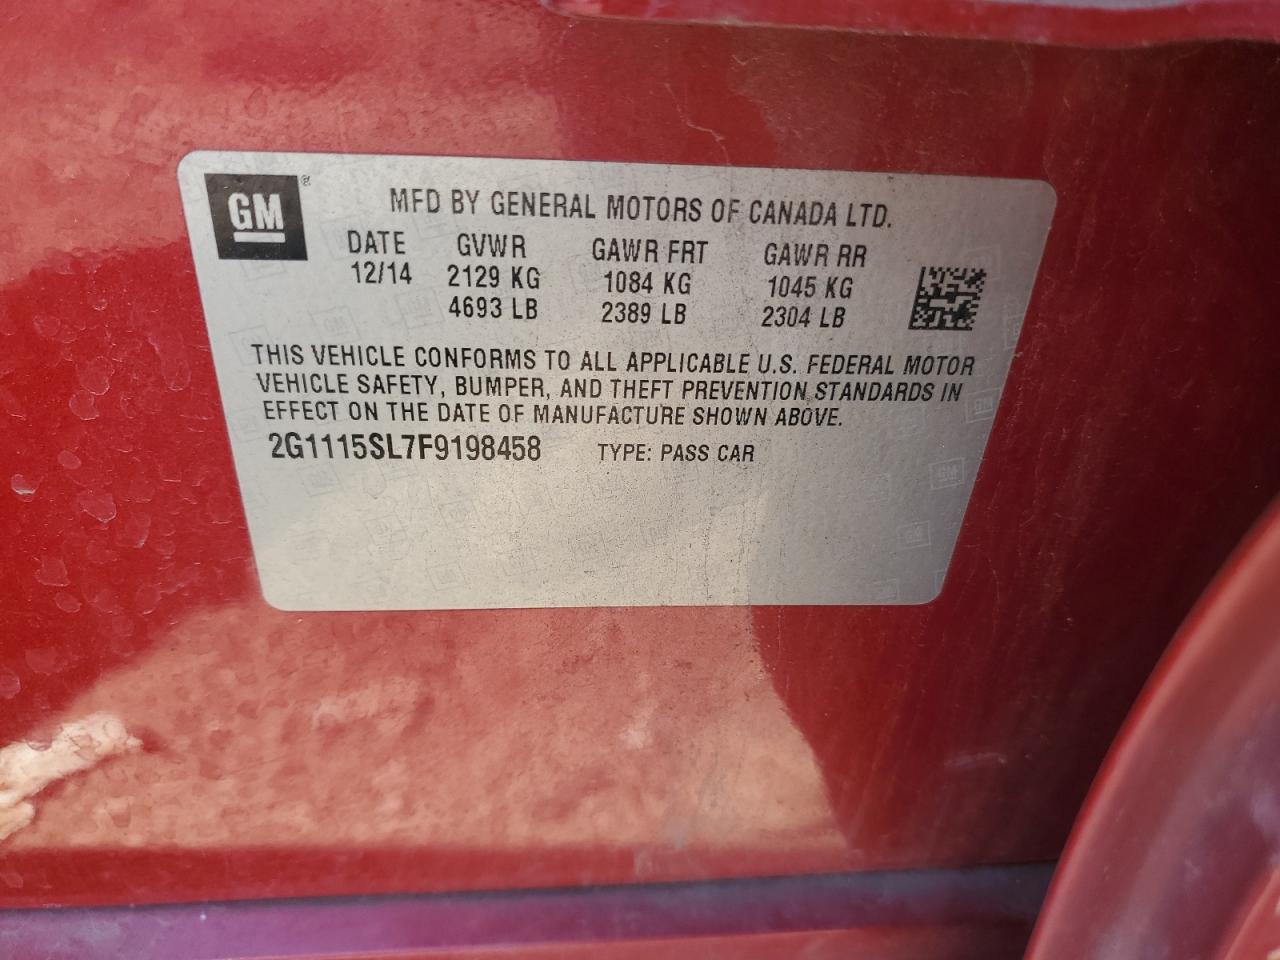 GM®
MFD BY GENERAL MOTORS OF CANADA LTD.
DATE GVWR GAWR FRT GAWR RR
12/14 2129 KG 1084 KG 1045 KG
4693 LB 2389 LB 2304 LB
THIS VEHICLE CONFORMS TO ALL APPLICABLE U.S. FEDERAL MOTOR
VEHICLE SAFETY, BUMPER, AND THEFT PREVENTION STANDARDS IN
EFFECT ON THE DATE OF MANUFACTURE SHOWN ABOVE.
2G1115SL7F9198458 TYPE: PASS CAR